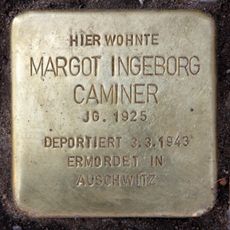 HIER WOHNTE
MARGOT INGEBORG
CAMINER
JG. 1925
DEPORTIERT 3.3.1943
ERMORDET IN
AUSCHWITZ